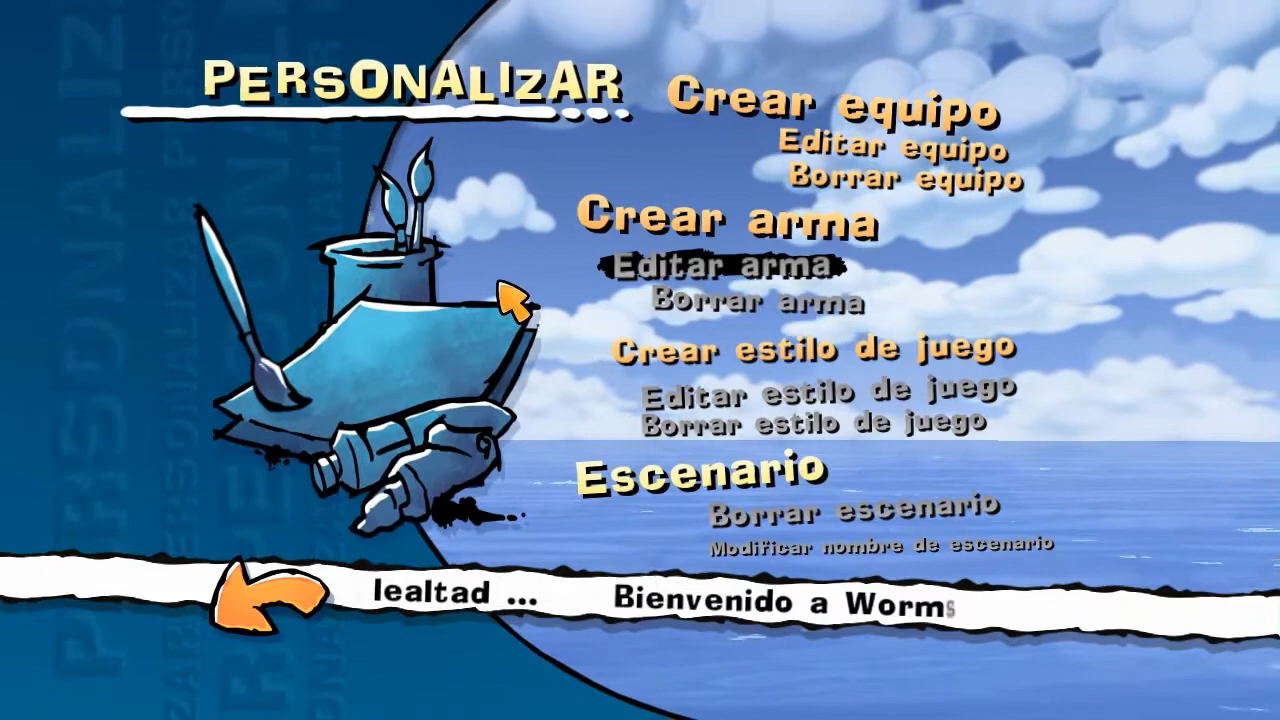 PERSONALIZAR
Crear equipo
Editar equipo
Borrar equipo
Crear arma
Editar arma
Borrar arma
Crear estilo de juego
Editar estilo de juego
Borrar estilo de juego
Escenario
Borrar escenario
Modificar nombre de escenario
lealtad ... Bienvenido a Worms